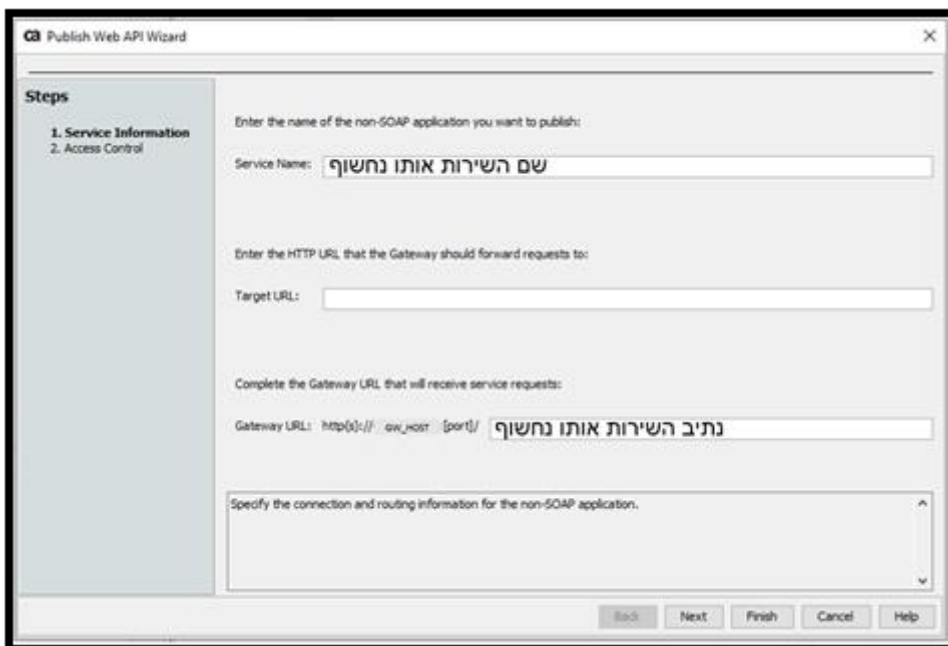 ca Publish Web API Wizard
Steps
1. Service Information
2. Access Control
Enter the name of the non-SOAP application you want to publish:
Service Name: שם השירות אותו נחשוף
Enter the HTTP URL that the Gateway should forward requests to:
Target URL:
Complete the Gateway URL that will receive service requests:
Gateway URL: http[s]:// GW_HOST [port]/ נתיב השירות אותו נחשוף
Specify the connection and routing information for the non-SOAP application.
Back Next Finish Cancel Help